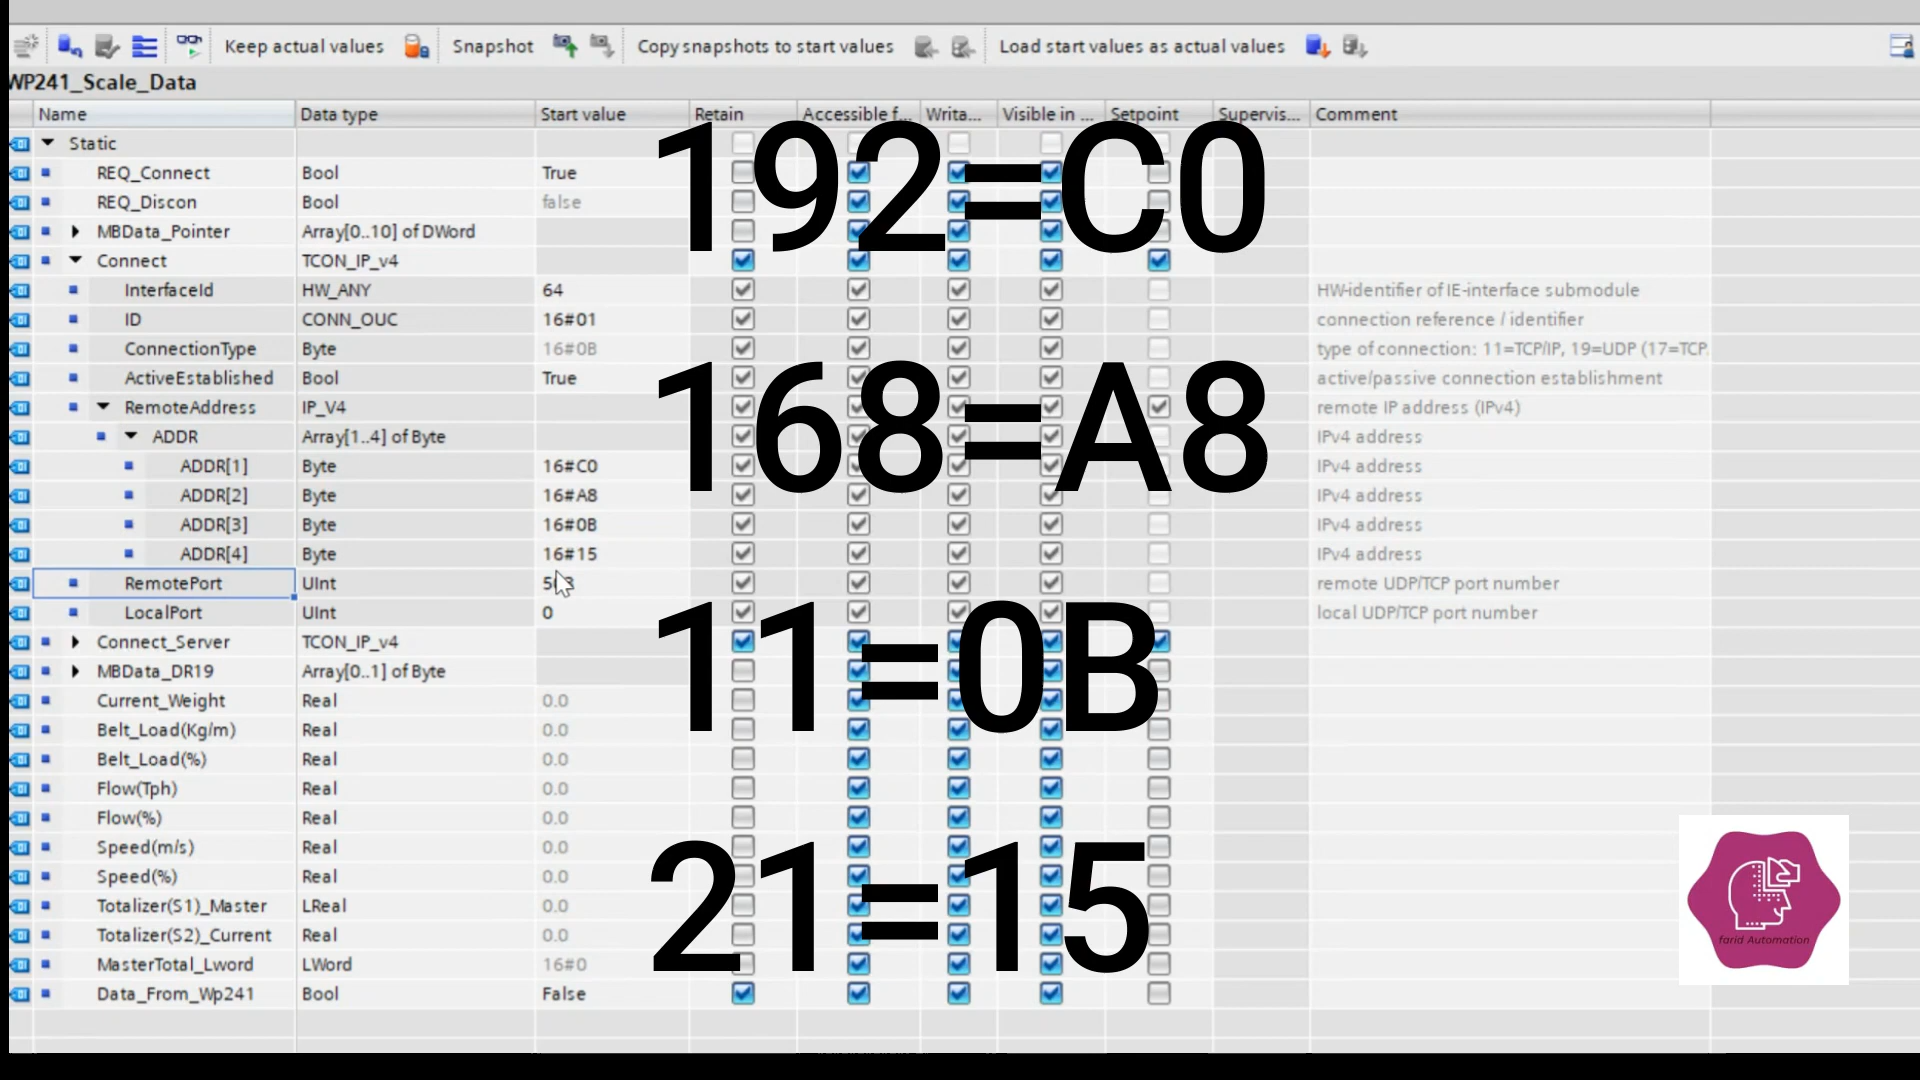 Keep actual values Snapshot Copy snapshots to start values Load start values as actual values
WP241_Scale_Data
Name Data type Start value Retain Accessible f... Writa... Visible in ... Setpoint Supervis... Comment
Static
REQ_Connect Bool True
REQ_Discon Bool false
MBData_Pointer Array[0..10] of DWord
Connect TCON_IP_v4
InterfaceId HW_ANY 64 HW-identifier of IE-interface submodule
ID CONN_OUC 16#01 connection reference / identifier
ConnectionType Byte 16#0B type of connection: 11=TCP/IP, 19=UDP (17=TCP.
ActiveEstablished Bool True active/passive connection establishment
RemoteAddress IP_V4 remote IP address (IPv4)
ADDR Array[1..4] of Byte IPv4 address
ADDR[1] Byte 16#C0 IPv4 address
ADDR[2] Byte 16#A8 IPv4 address
ADDR[3] Byte 16#0B IPv4 address
ADDR[4] Byte 16#15 IPv4 address
RemotePort UInt remote UDP/TCP port number
LocalPort UInt 0 local UDP/TCP port number
Connect_Server TCON_IP_v4
MBData_DR19 Array[0..1] of Byte
Current_Weight Real 0.0
Belt_Load(Kg/m) Real 0.0
Belt_Load(%) Real 0.0
Flow(Tph) Real 0.0
Flow(%) Real 0.0
Speed(m/s) Real 0.0
Speed(%) Real 0.0
Totalizer(S1)_Master LReal 0.0
Totalizer(S2)_Current Real 0.0
MasterTotal_Lword LWord 16#0
Data_From_Wp241 Bool False
192=C0
168=A8
11=0B
21=15
farid Automation